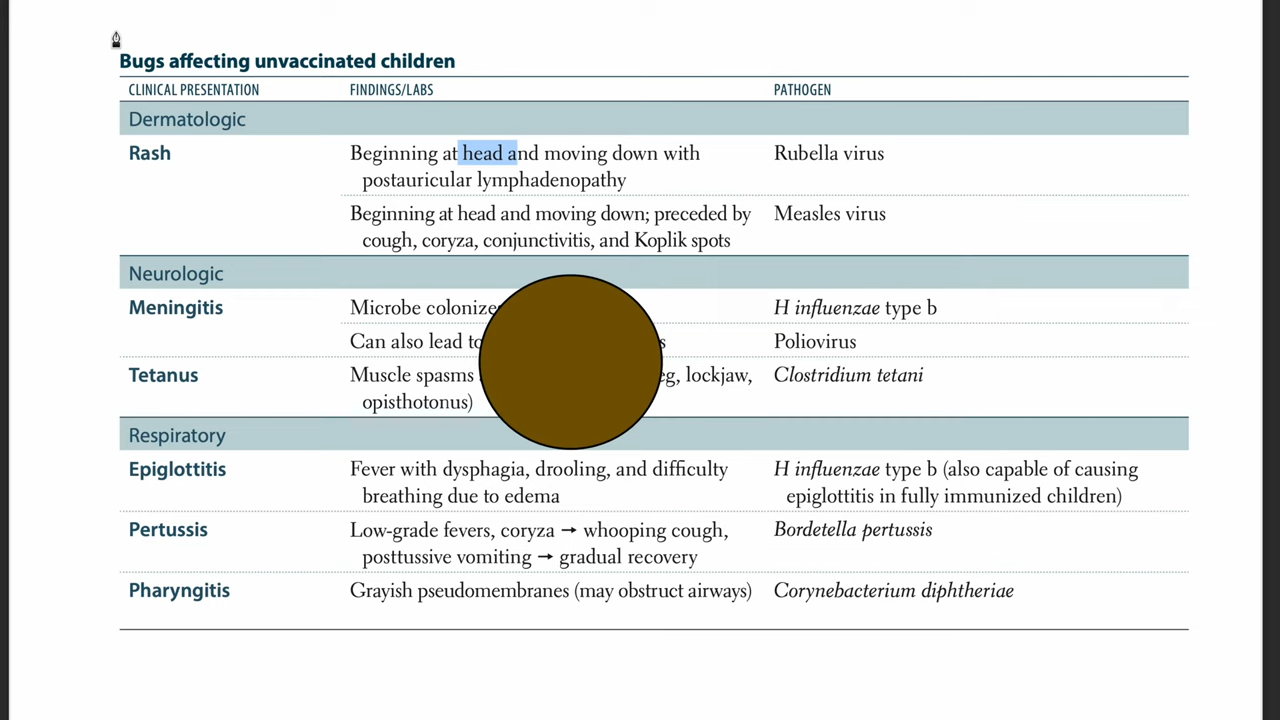 Bugs affecting unvaccinated children
CLINICAL PRESENTATION FINDINGS/LABS PATHOGEN
Dermatologic
Rash Beginning at head and moving down with Rubella virus
postauricular lymphadenopathy
Beginning at head and moving down; preceded by Measles virus
cough, coryza, conjunctivitis, and Koplik spots
Neurologic
Meningitis Microbe H influenzae type b
Can also lead Poliovirus
Tetanus Muscle spasms lockjaw, Clostridium tetani
opisthotonus)
Respiratory
Epiglottitis Fever with dysphagia, drooling, and difficulty H influenzae type b (also capable of causing
breathing due to edema epiglottitis in fully immunized children)
Pertussis Low-grade fevers, coryza → whooping cough, Bordetella pertussis
posttussive vomiting → gradual recovery
Pharyngitis Grayish pseudomembranes (may obstruct airways) Corynebacterium diphtheriae